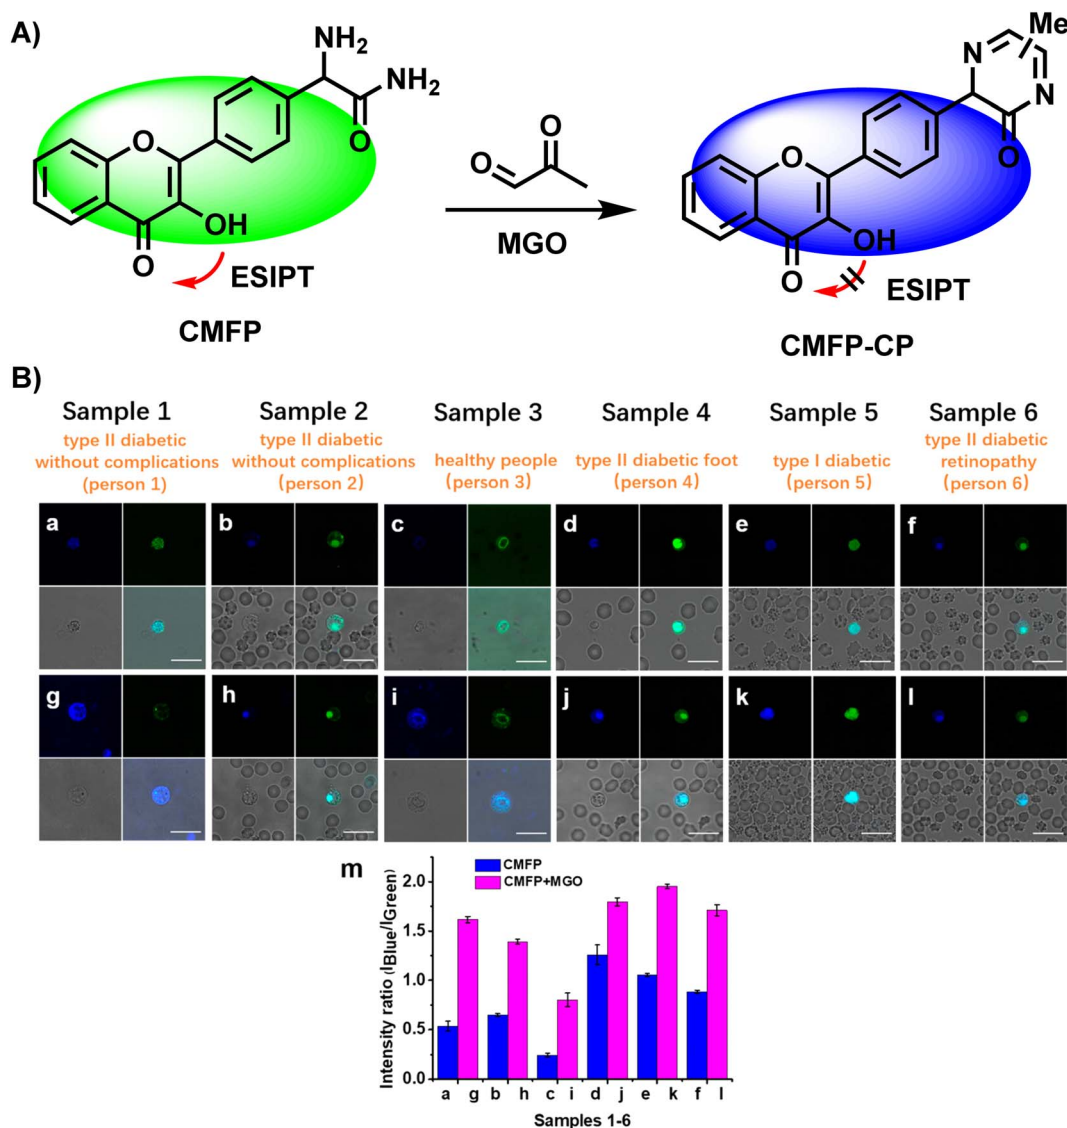 A)
NH2
NH2
O
O
OH
O
ESIPT
CMFP
O
O
MGO
Me
N
N
O
O
OH
O
ESIPT
CMFP-CP
B)
Sample 1
type II diabetic
without complications
(person 1)
Sample 2
type II diabetic
without complications
(person 2)
Sample 3
healthy people
(person 3)
Sample 4
type II diabetic foot
(person 4)
Sample 5
type I diabetic
(person 5)
Sample 6
type II diabetic
retinopathy
(person 6)
a
b
c
d
e
f
g
h
i
j
k
l
m
CMFP
CMFP+MGO
Intensity ratio (IBlue/IGreen)
2.0
1.5
1.0
0.5
0.0
a g b h c i d j e k f l
Samples 1-6